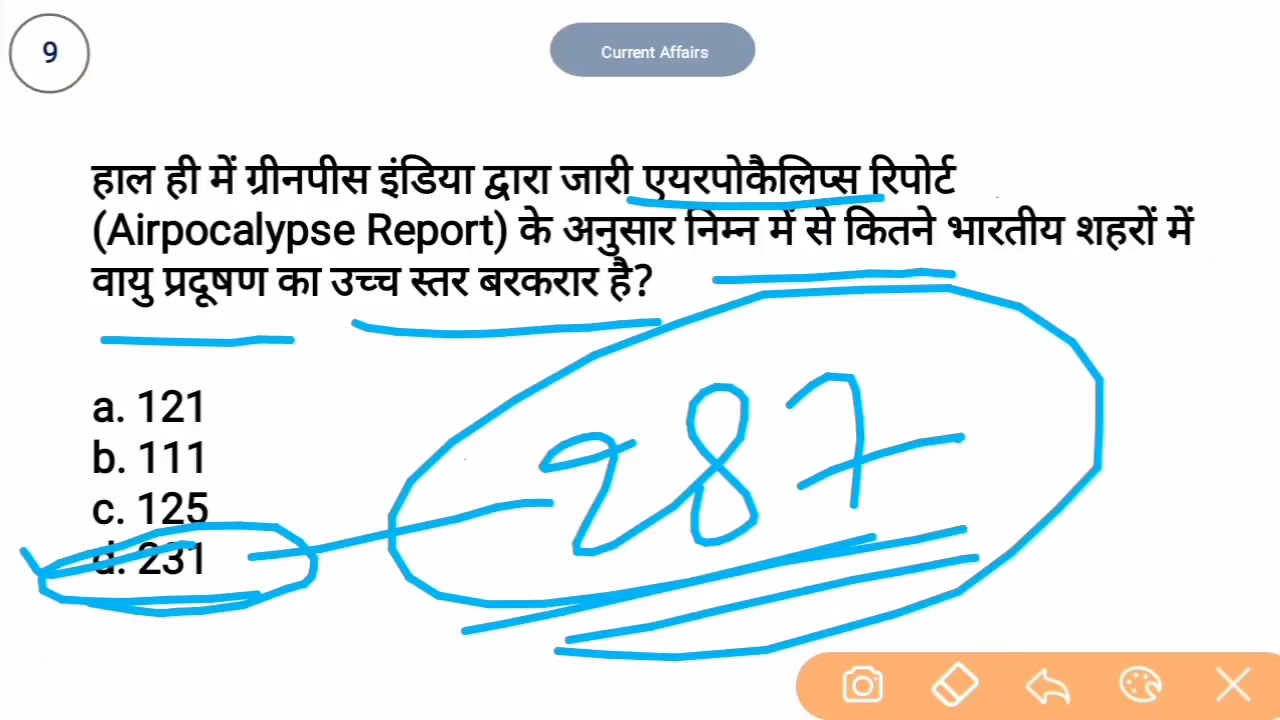 9
Current Affairs
हाल ही में ग्रीनपीस इंडिया द्वारा जारी एयरपोकैलिप्स रिपोर्ट
(Airpocalypse Report) के अनुसार निम्न में से कितने भारतीय शहरों में
वायु प्रदूषण का उच्च स्तर बरकरार है?
a. 121
b. 111
c. 125
d. 231
287